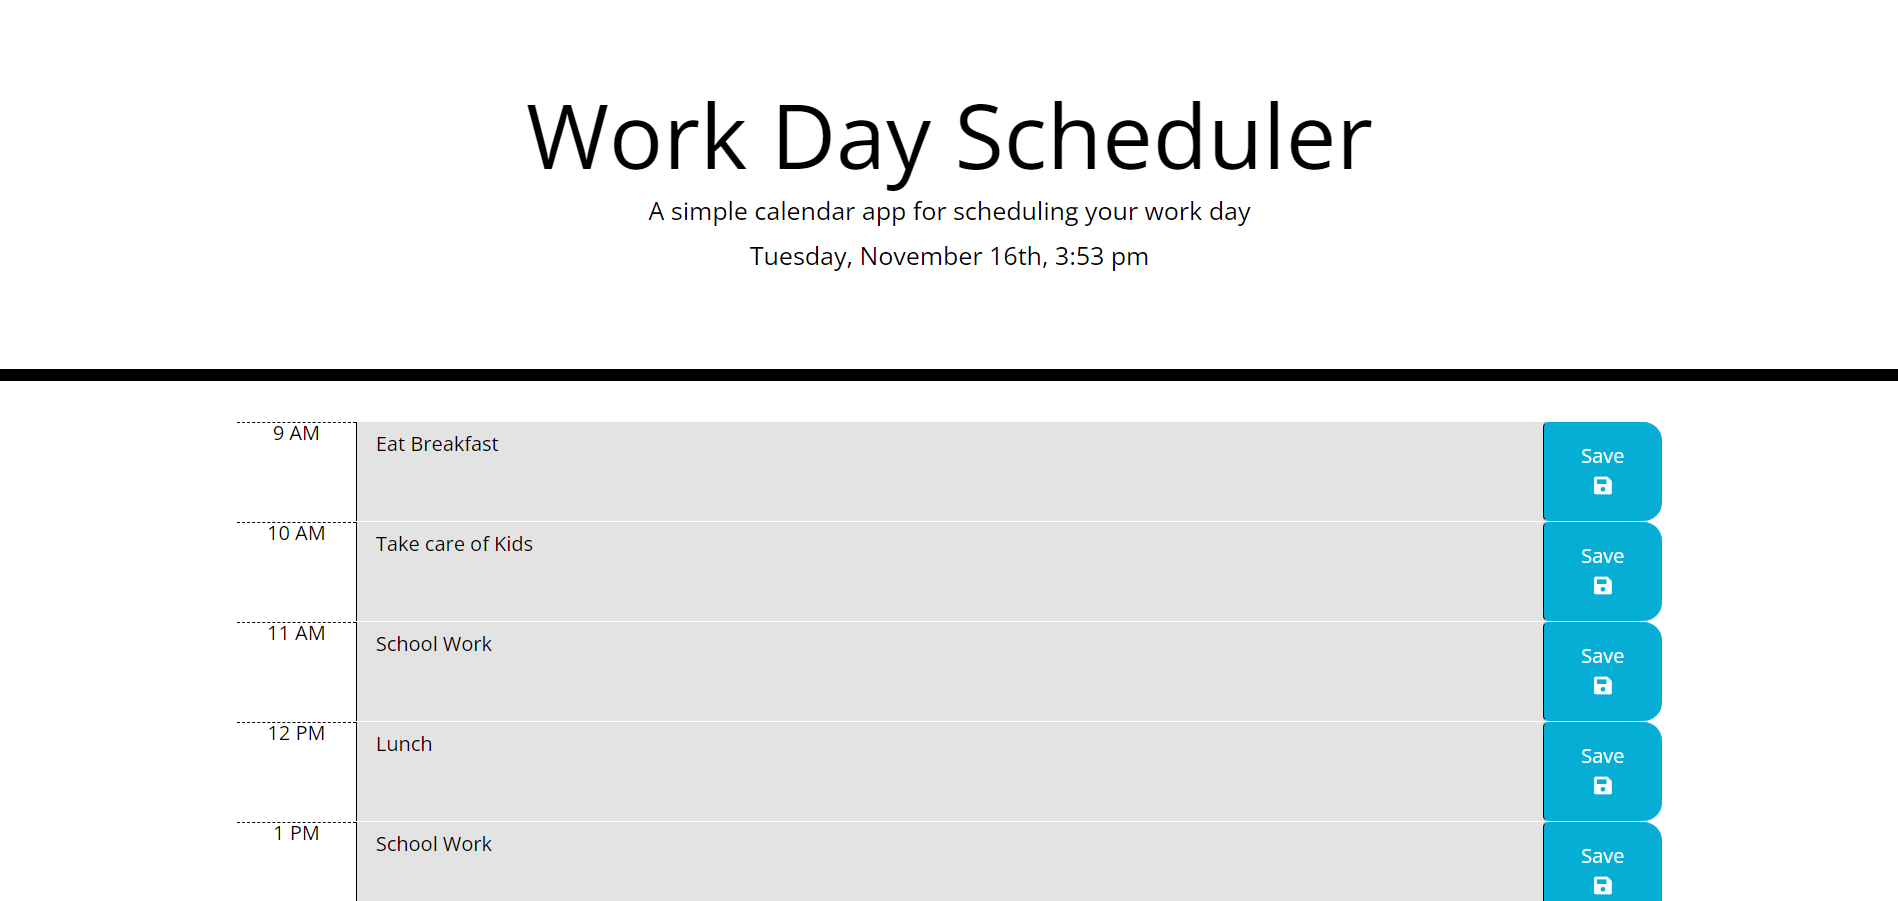 Work Day Scheduler
A simple calendar app for scheduling your work day
Tuesday, November 16th, 3:53 pm
9 AM
Eat Breakfast
Save
10 AM
Take care of Kids
Save
11 AM
School Work
Save
12 PM
Lunch
Save
1 PM
School Work
Save